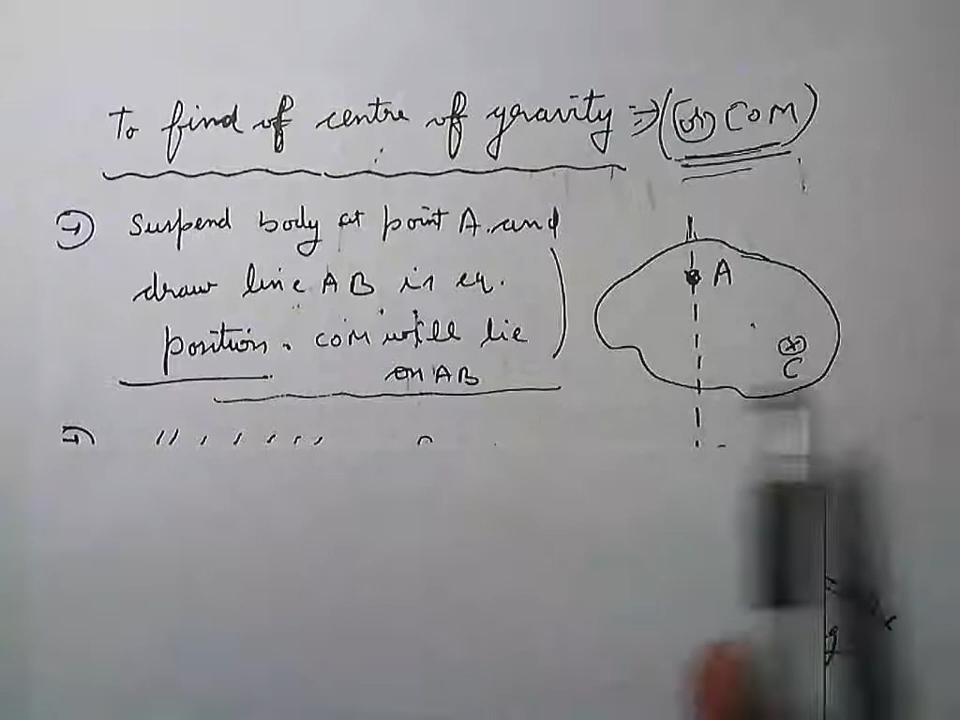 To find of centre of gravity ⇒ (or) COM)
Suspend body at point A. and
draw line AB in eq.
position. COM will lie
on AB
A
C